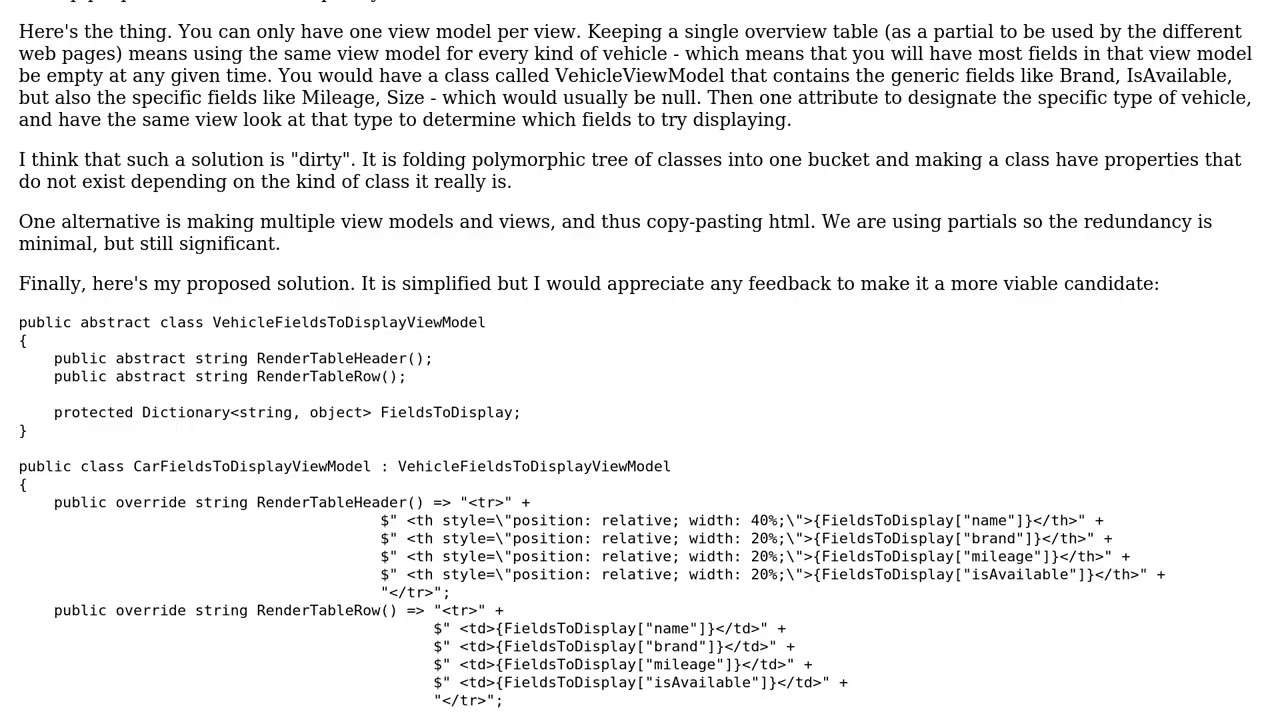 Here's the thing. You can only have one view model per view. Keeping a single overview table (as a partial to be used by the different
web pages) means using the same view model for every kind of vehicle - which means that you will have most fields in that view model
be empty at any given time. You would have a class called VehicleViewModel that contains the generic fields like Brand, IsAvailable,
but also the specific fields like Mileage, Size - which would usually be null. Then one attribute to designate the specific type of vehicle,
and have the same view look at that type to determine which fields to try displaying.
I think that such a solution is "dirty". It is folding polymorphic tree of classes into one bucket and making a class have properties that
do not exist depending on the kind of class it really is.
One alternative is making multiple view models and views, and thus copy-pasting html. We are using partials so the redundancy is
minimal, but still significant.
Finally, here's my proposed solution. It is simplified but I would appreciate any feedback to make it a more viable candidate:
public abstract class VehicleFieldsToDisplayViewModel
{
    public abstract string RenderTableHeader();
    public abstract string RenderTableRow();
    protected Dictionary<string, object> FieldsToDisplay;
}
public class CarFieldsToDisplayViewModel : VehicleFieldsToDisplayViewModel
{
    public override string RenderTableHeader() => "<tr>" +
                                         $" <th style=\"position: relative; width: 40%;\">{FieldsToDisplay["name"]}</th>" +
                                         $" <th style=\"position: relative; width: 20%;\">{FieldsToDisplay["brand"]}</th>" +
                                         $" <th style=\"position: relative; width: 20%;\">{FieldsToDisplay["mileage"]}</th>" +
                                         $" <th style=\"position: relative; width: 20%;\">{FieldsToDisplay["isAvailable"]}</th>" +
                                         "</tr>";
    public override string RenderTableRow() => "<tr>" +
                                               $" <td>{FieldsToDisplay["name"]}</td>" +
                                               $" <td>{FieldsToDisplay["brand"]}</td>" +
                                               $" <td>{FieldsToDisplay["mileage"]}</td>" +
                                               $" <td>{FieldsToDisplay["isAvailable"]}</td>" +
                                               "</tr>";